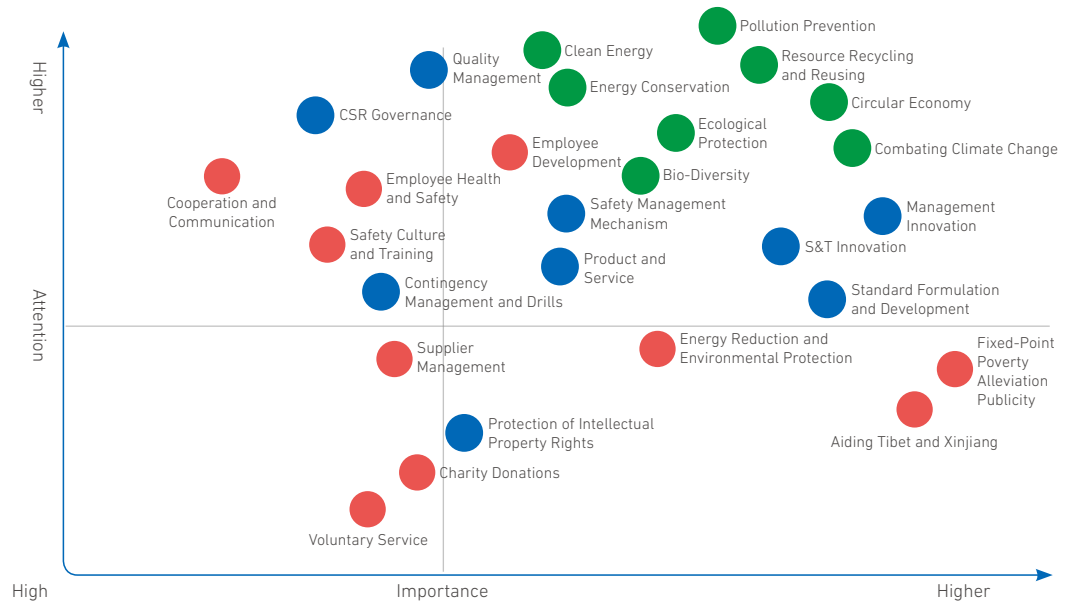 Higher
Attention
High
Importance
Higher
Pollution Prevention
Clean Energy
Quality
Management
Resource Recycling
and Reusing
Energy Conservation
Circular Economy
CSR Governance
Ecological
Protection
Employee
Development
Combating Climate Change
Bio-Diversity
Employee Health
and Safety
Cooperation and
Communication
Safety Management
Mechanism
Management
Innovation
Safety Culture
and Training
S&T Innovation
Product and
Service
Contingency
Management and Drills
Standard Formulation
and Development
Energy Reduction and
Environmental Protection
Supplier
Management
Fixed-Point
Poverty
Alleviation
Publicity
Aiding Tibet and Xinjiang
Protection of Intellectual
Property Rights
Charity Donations
Voluntary Service